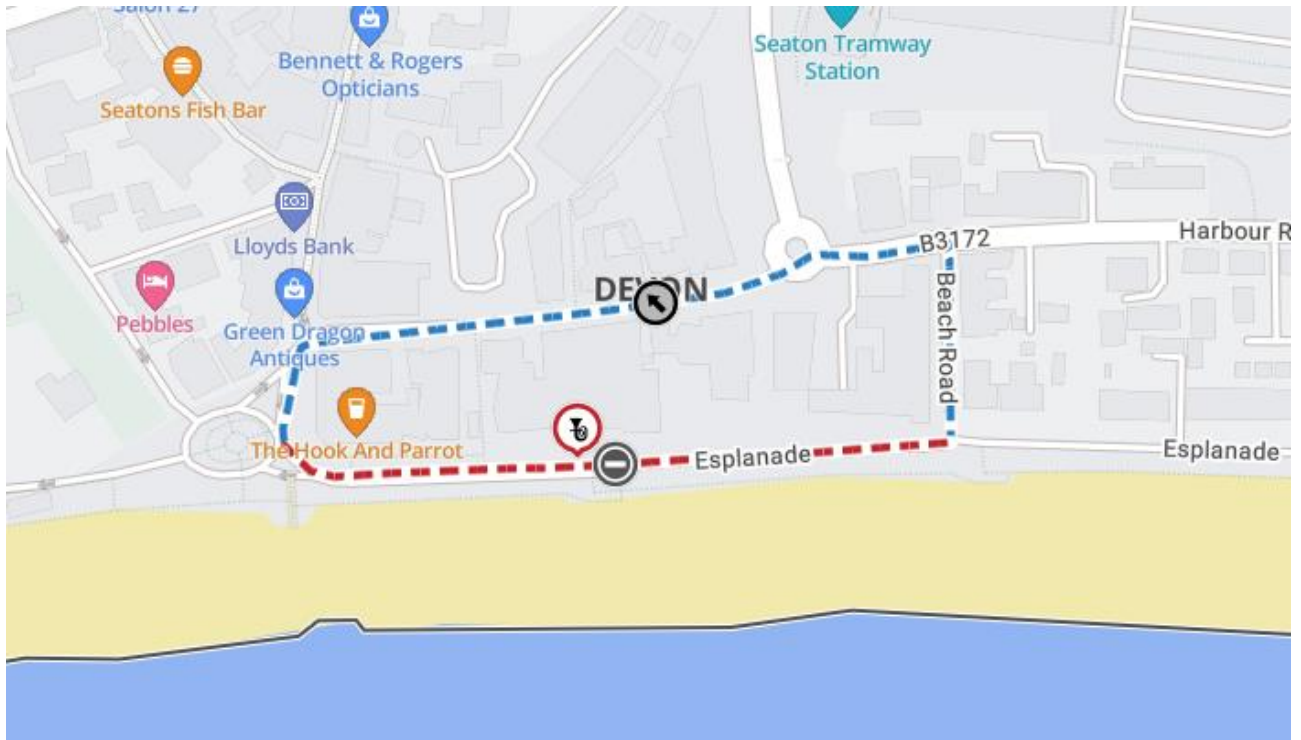 Salon 27
Bennett & Rogers
Opticians
Seaton Tramway
Station
Seatons Fish Bar
Lloyds Bank
B3172
Harbour R
Pebbles
DEVON
Beach Road
Green Dragon
Antiques
The Hook And Parrot
Esplanade
Esplanade